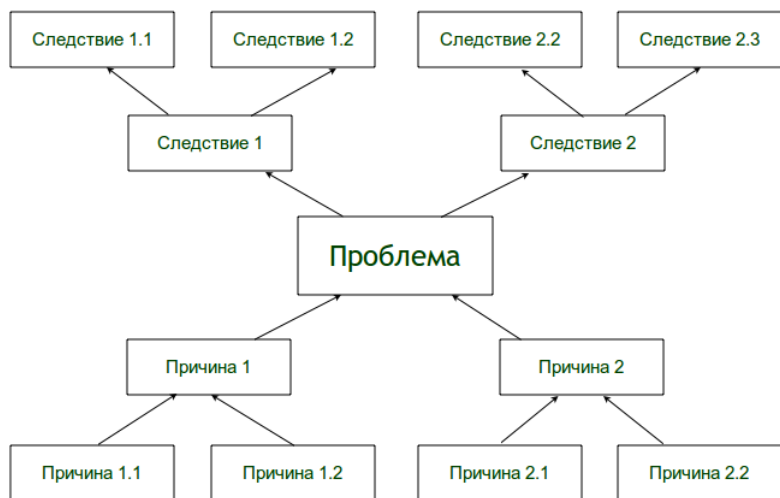 Следствие 1.1
Следствие 1.2
Следствие 2.2
Следствие 2.3
Следствие 1
Следствие 2
Проблема
Причина 1
Причина 2
Причина 1.1
Причина 1.2
Причина 2.1
Причина 2.2